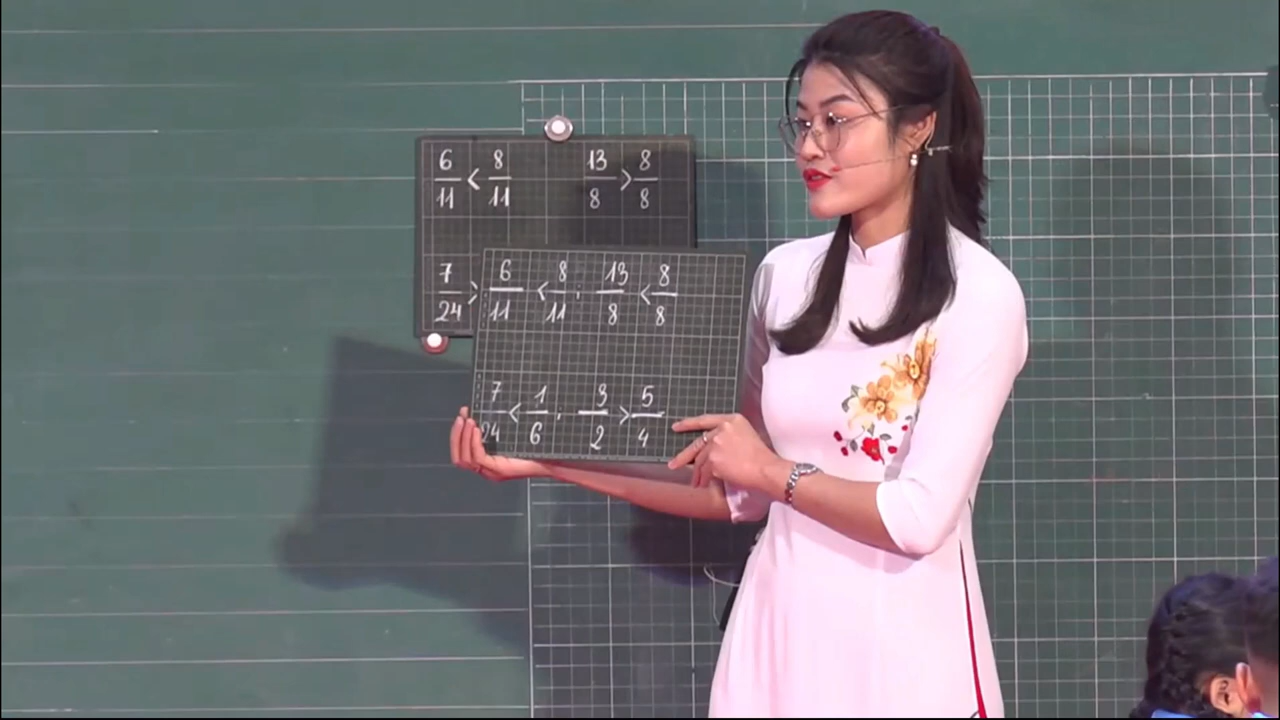 6/11 < 8/11 13/8 > 8/8
7/24 >
6/11 < 8/11 ; 13/8 < 8/8
7/24 < 1/6 ; 3/2 > 5/4